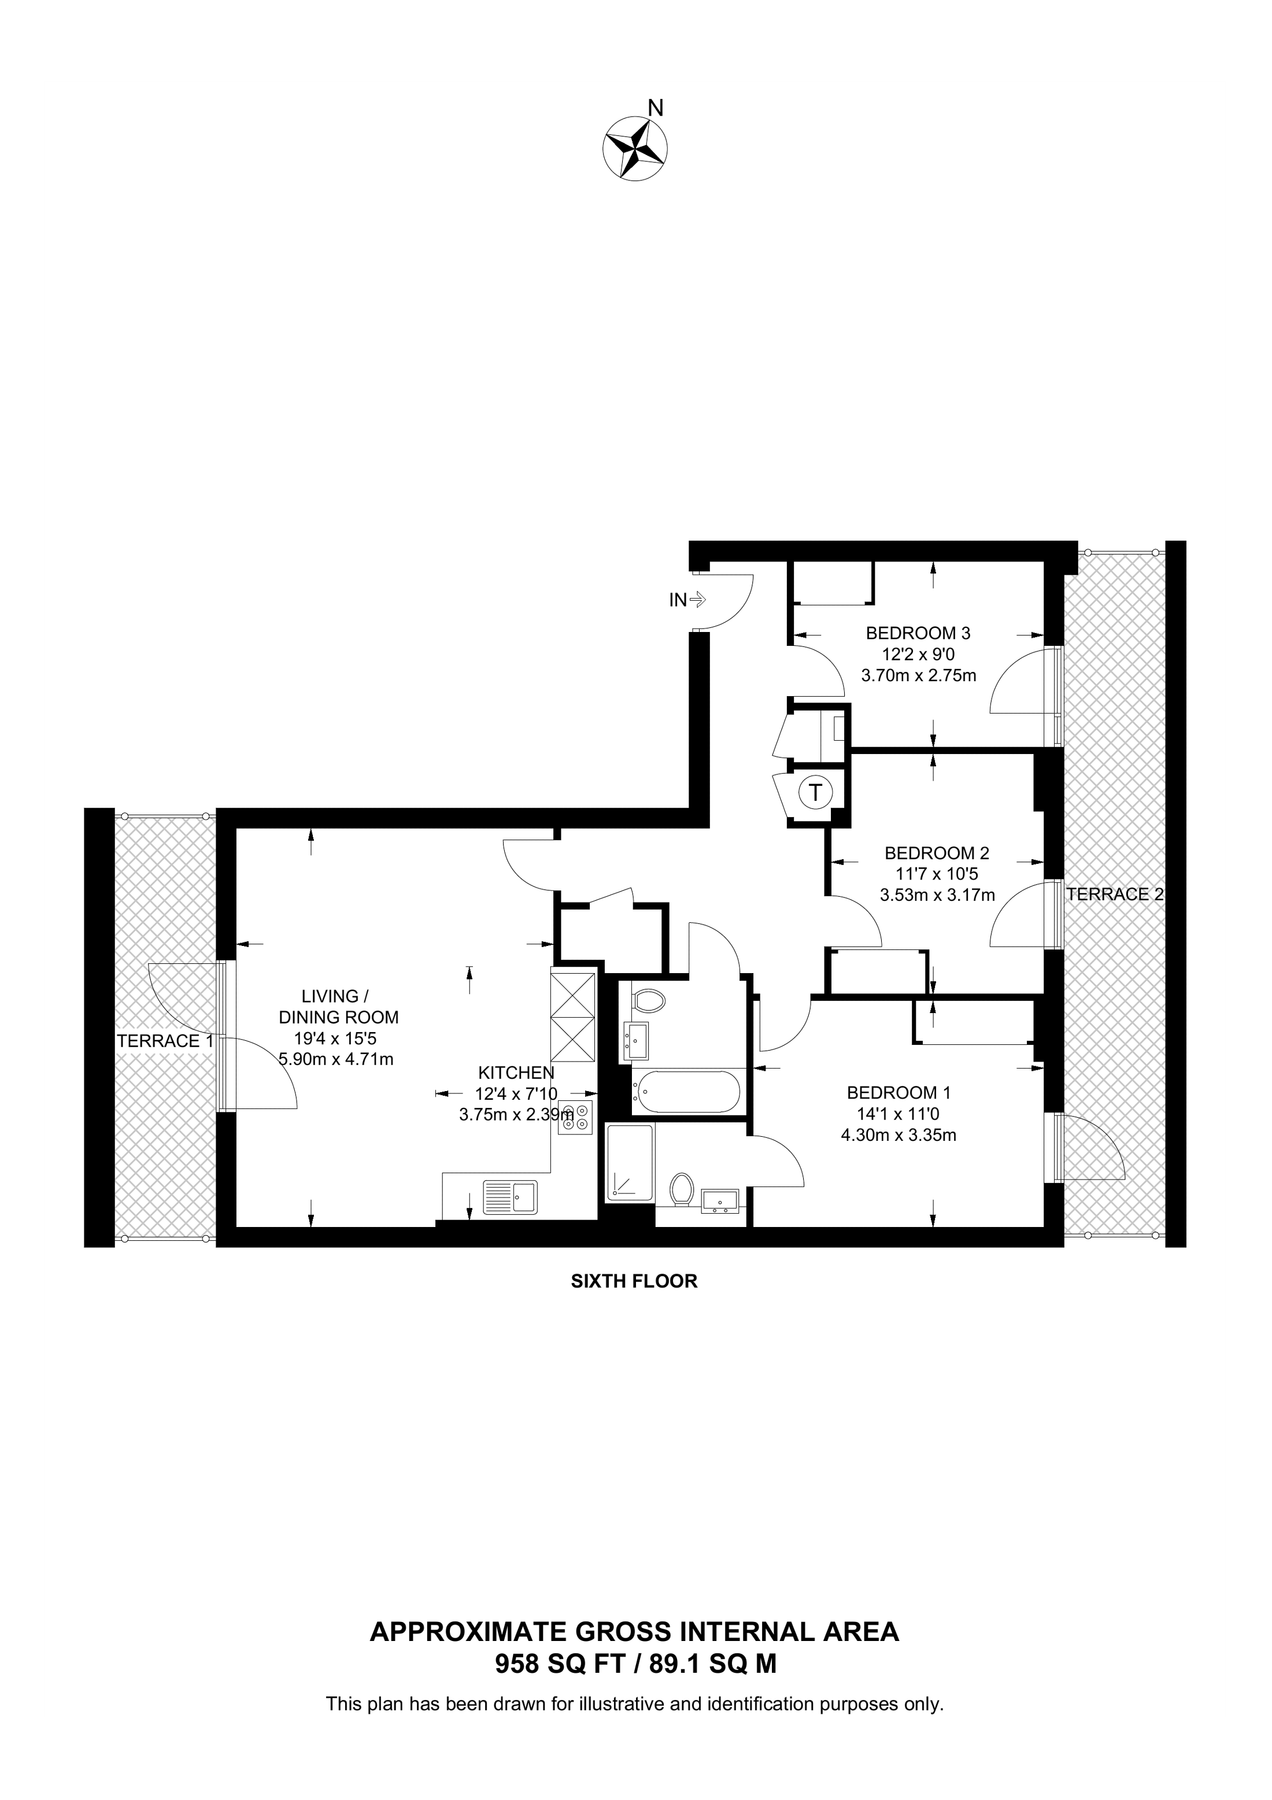 N
IN
BEDROOM 3
12'2 x 9'0
3.70m x 2.75m
T
BEDROOM 2
11'7 x 10'5
3.53m x 3.17m
TERRACE 2
LIVING /
DINING ROOM
19'4 x 15'5
5.90m x 4.71m
TERRACE 1
KITCHEN
12'4 x 7'10
3.75m x 2.39m
BEDROOM 1
14'1 x 11'0
4.30m x 3.35m
SIXTH FLOOR
APPROXIMATE GROSS INTERNAL AREA
958 SQ FT / 89.1 SQ M
This plan has been drawn for illustrative and identification purposes only.